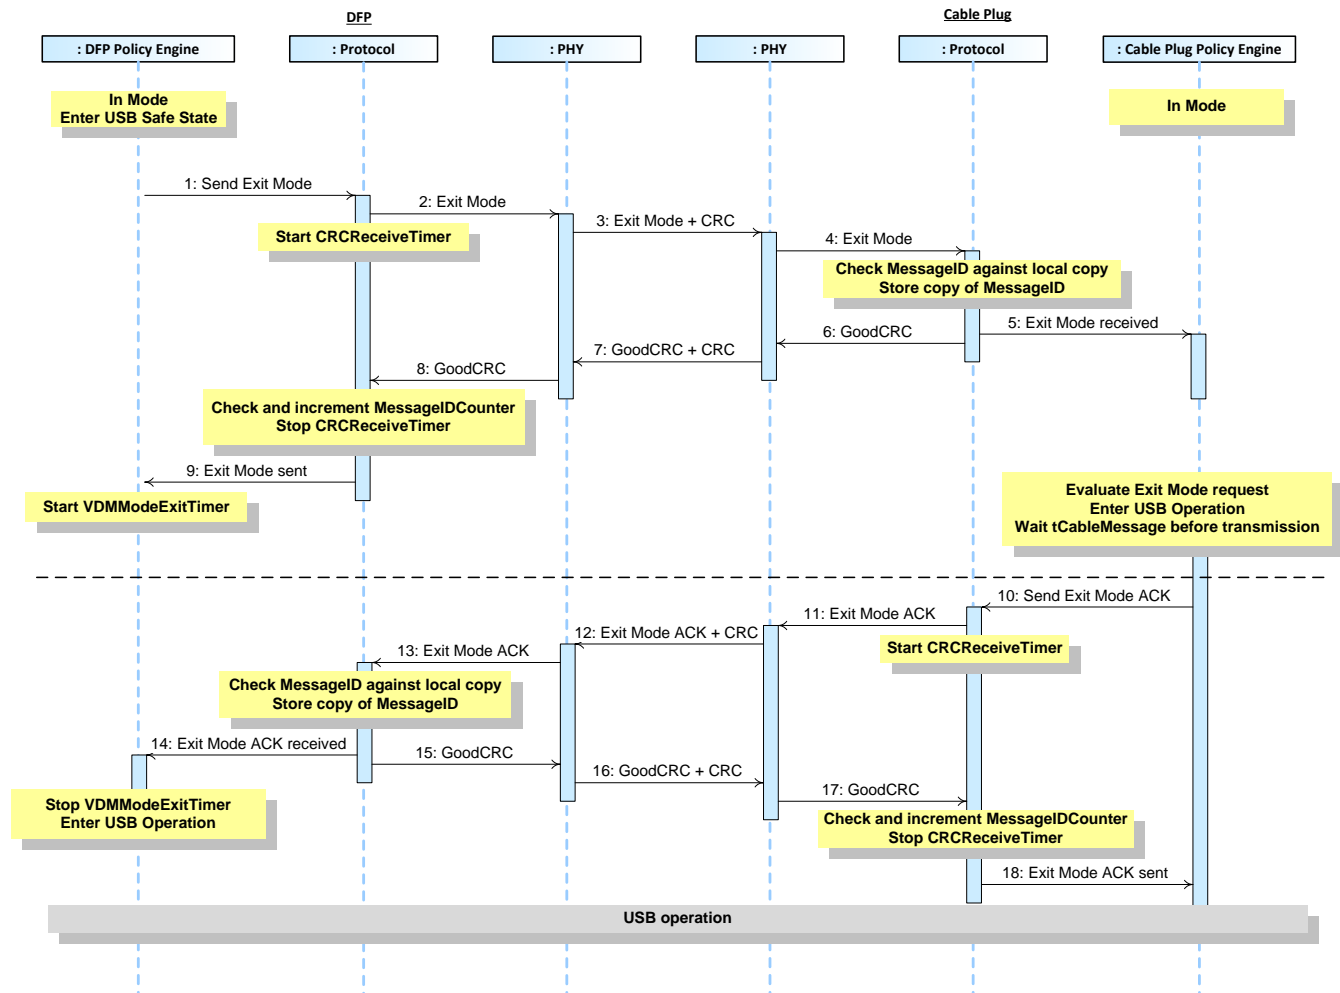 DFP
Cable Plug
: DFP Policy Engine
: Protocol
: PHY
: PHY
: Protocol
: Cable Plug Policy Engine
In Mode
Enter USB Safe State
In Mode
1: Send Exit Mode
2: Exit Mode
Start CRCReceiveTimer
3: Exit Mode + CRC
4: Exit Mode
Check MessageID against local copy
Store copy of MessageID
5: Exit Mode received
6: GoodCRC
7: GoodCRC + CRC
8: GoodCRC
Check and increment MessageIDCounter
Stop CRCReceiveTimer
9: Exit Mode sent
Start VDMModeExitTimer
Evaluate Exit Mode request
Enter USB Operation
Wait tCableMessage before transmission
10: Send Exit Mode ACK
11: Exit Mode ACK
Start CRCReceiveTimer
12: Exit Mode ACK + CRC
13: Exit Mode ACK
Check MessageID against local copy
Store copy of MessageID
14: Exit Mode ACK received
15: GoodCRC
16: GoodCRC + CRC
17: GoodCRC
Stop VDMModeExitTimer
Enter USB Operation
Check and increment MessageIDCounter
Stop CRCReceiveTimer
18: Exit Mode ACK sent
USB operation